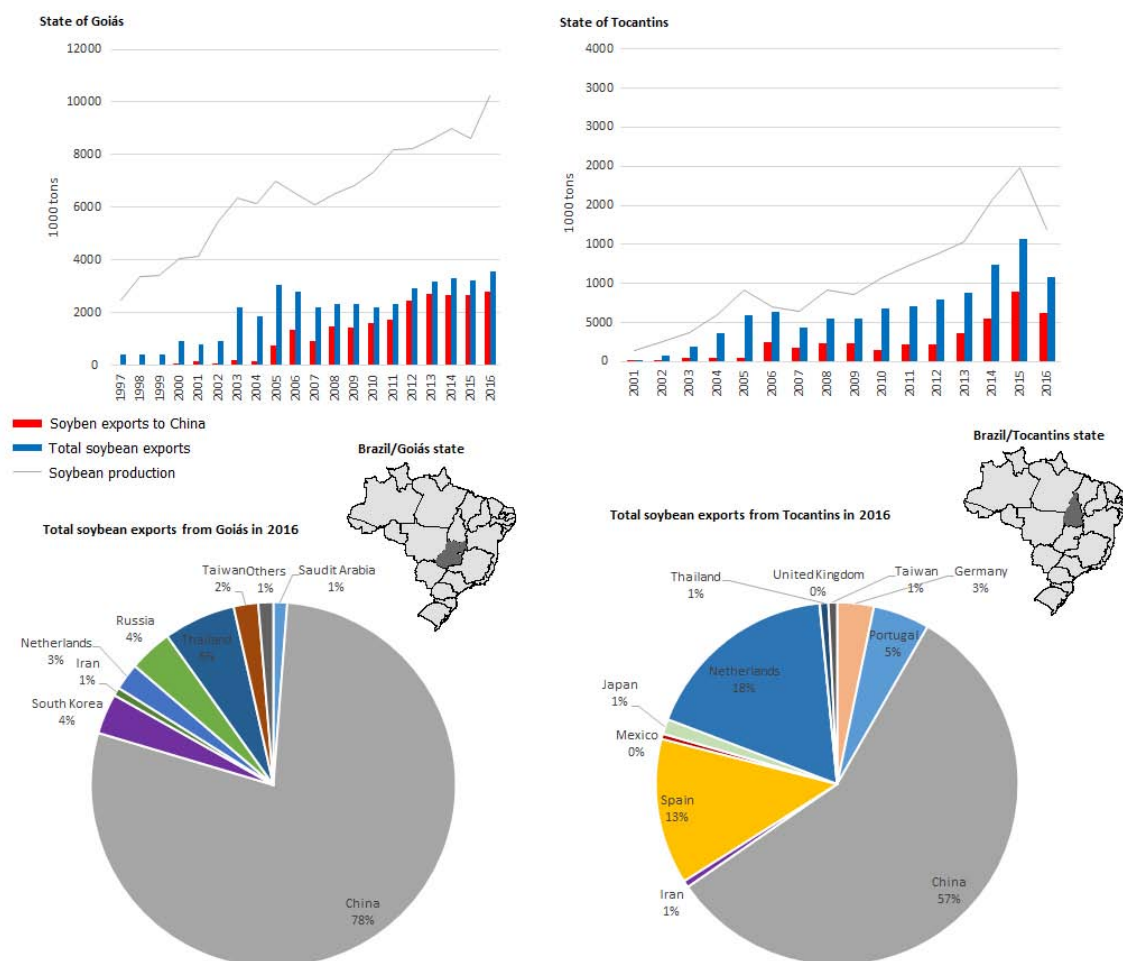 State of Goiás
12000
10000
8000
6000
4000
2000
0
1000 tons
1997
1998
1999
2000
2001
2002
2003
2004
2005
2006
2007
2008
2009
2010
2011
2012
2013
2014
2015
2016
State of Tocantins
4000
4000
3000
3000
2000
2000
1000
1000
5000
0
1000 tons
2001
2002
2003
2004
2005
2006
2007
2008
2009
2010
2011
2012
2013
2014
2015
2016
Soyben exports to China
Total soybean exports
Soybean production
Brazil/Goiás state
Brazil/Tocantins state
Total soybean exports from Goiás in 2016
Taiwan
2%
Others
1%
Saudit Arabia
1%
Russia
4%
Thailand
6%
Netherlands
3%
Iran
1%
South Korea
4%
China
78%
Total soybean exports from Tocantins in 2016
Thailand
1%
United Kingdom
0%
Taiwan
1%
Germany
3%
Portugal
5%
Netherlands
18%
Japan
1%
Mexico
0%
Spain
13%
Iran
1%
China
57%